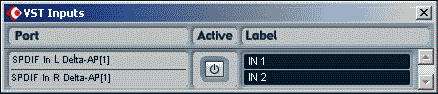 VST Inputs
Port Active Label
SPDIF In L Delta-AP[1] IN 1
SPDIF In R Delta-AP[1] IN 2